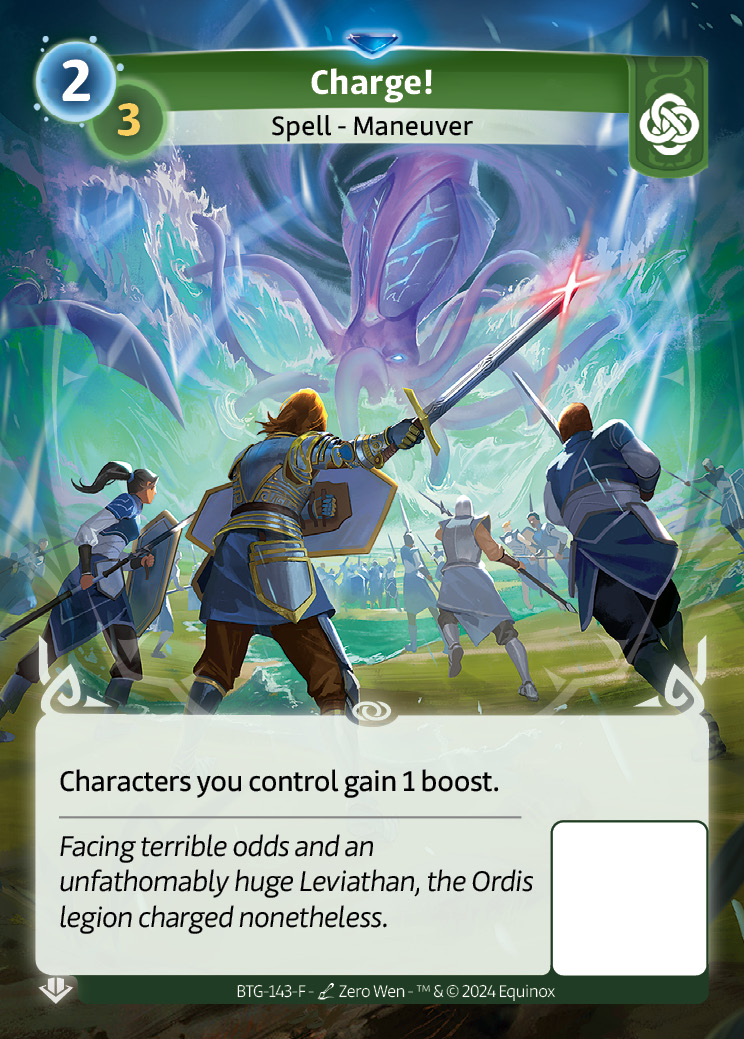 2
Charge!
3
Spell - Maneuver
Characters you control gain 1 boost.
Facing terrible odds and an
unfathomably huge Leviathan, the Ordis
legion charged nonetheless.
BTG-143-F - Zero Wen - ™ & © 2024 Equinox